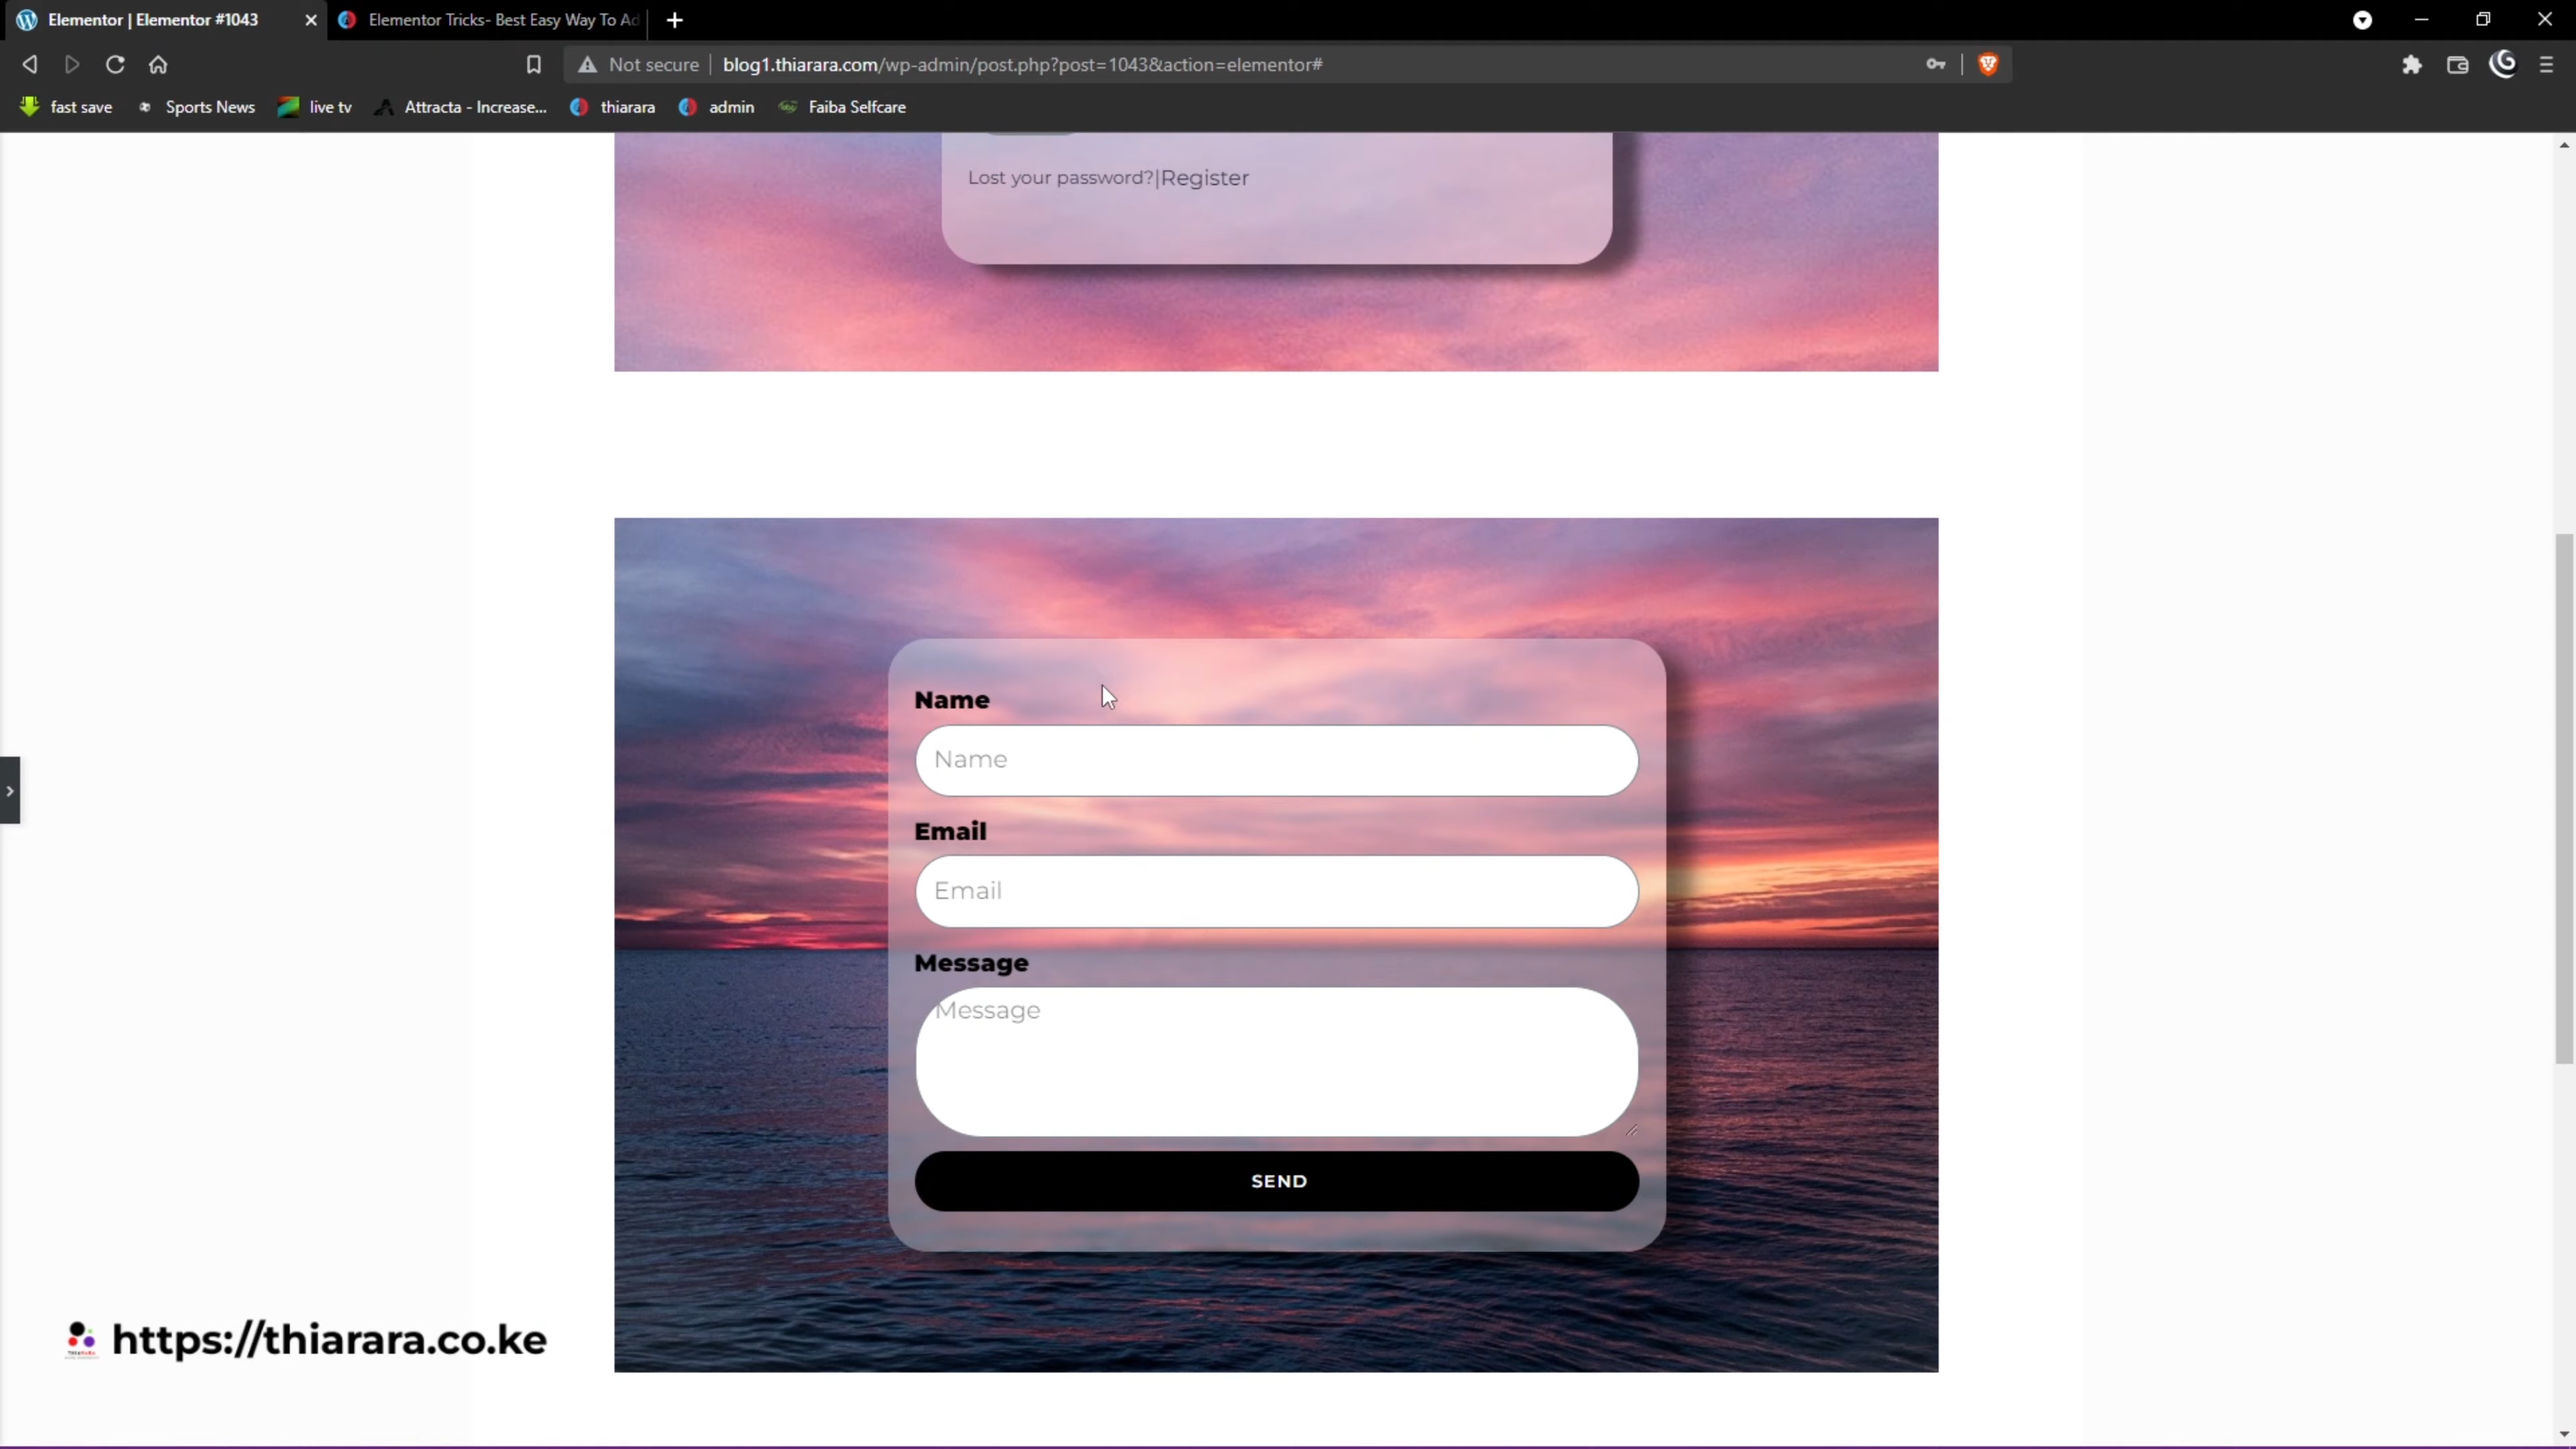 Elementor | Elementor #1043
Elementor Tricks- Best Easy Way To Ad
Not secure
blog1.thiarara.com/wp-admin/post.php?post=1043&action=elementor#
fast save
Sports News
live tv
Attracta - Increase...
thiarara
admin
Faiba Selfcare
Lost your password?|Register
Name
Name
Email
Email
Message
Message
SEND
https://thiarara.co.ke